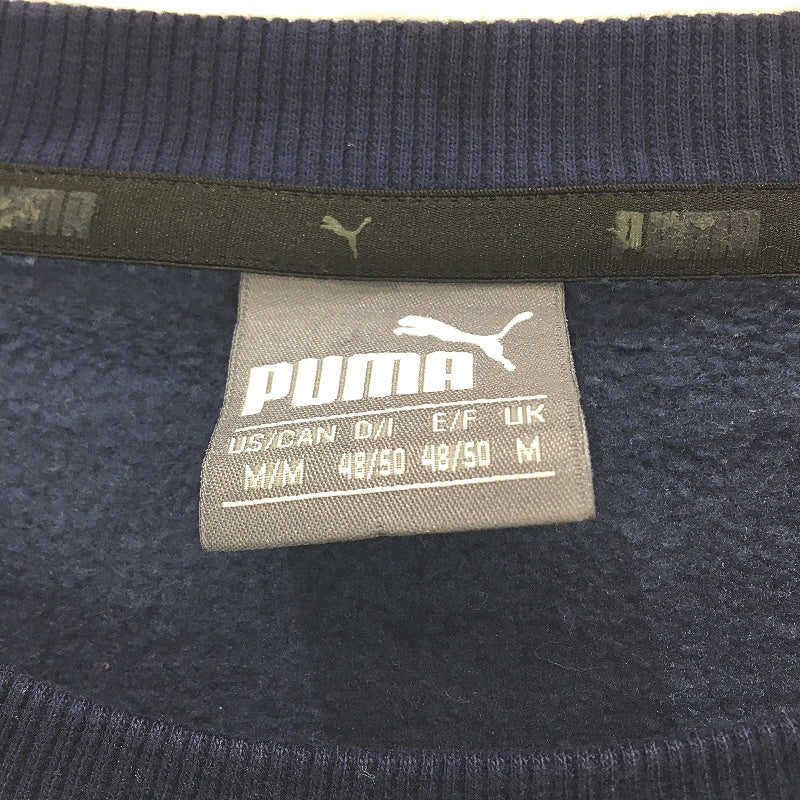 PUMA
US/CAN D/I E/F UK
M/M 48/50 48/50 M